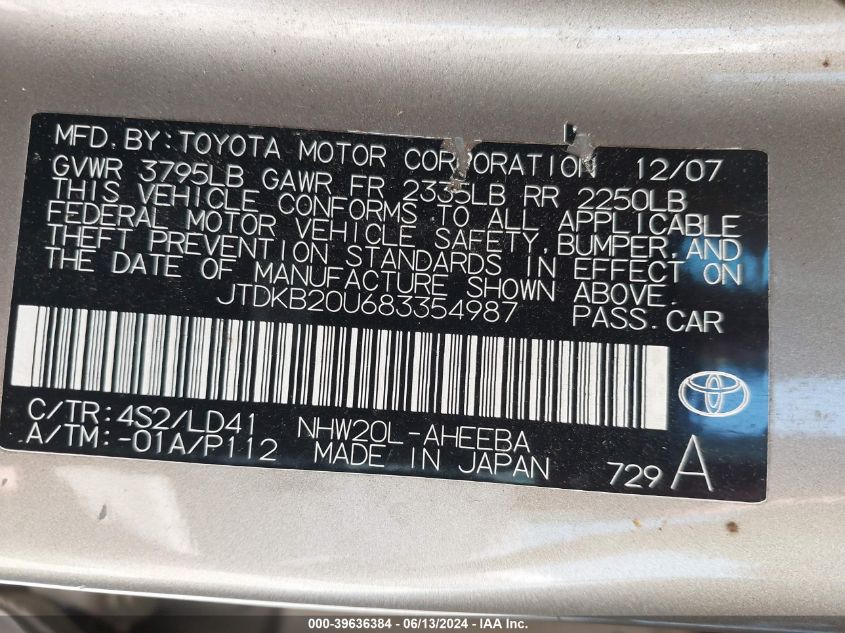 MFD. BY: TOYOTA MOTOR CORPORATION 12/07
GVWR 3795LB GAWR FR 2335LB RR 2250LB
THIS VEHICLE CONFORMS TO ALL APPLICABLE
FEDERAL MOTOR VEHICLE SAFETY, BUMPER, AND
THEFT PREVENTION STANDARDS IN EFFECT ON
THE DATE OF MANUFACTURE SHOWN ABOVE.
JTDKB20U683354987 PASS. CAR
C/TR: 4S2/LD41 NHW20L-AHEEBA
A/TM: -01A/P112 MADE IN JAPAN 729 A
000-39636384 - 06/13/2024 - IAA Inc.